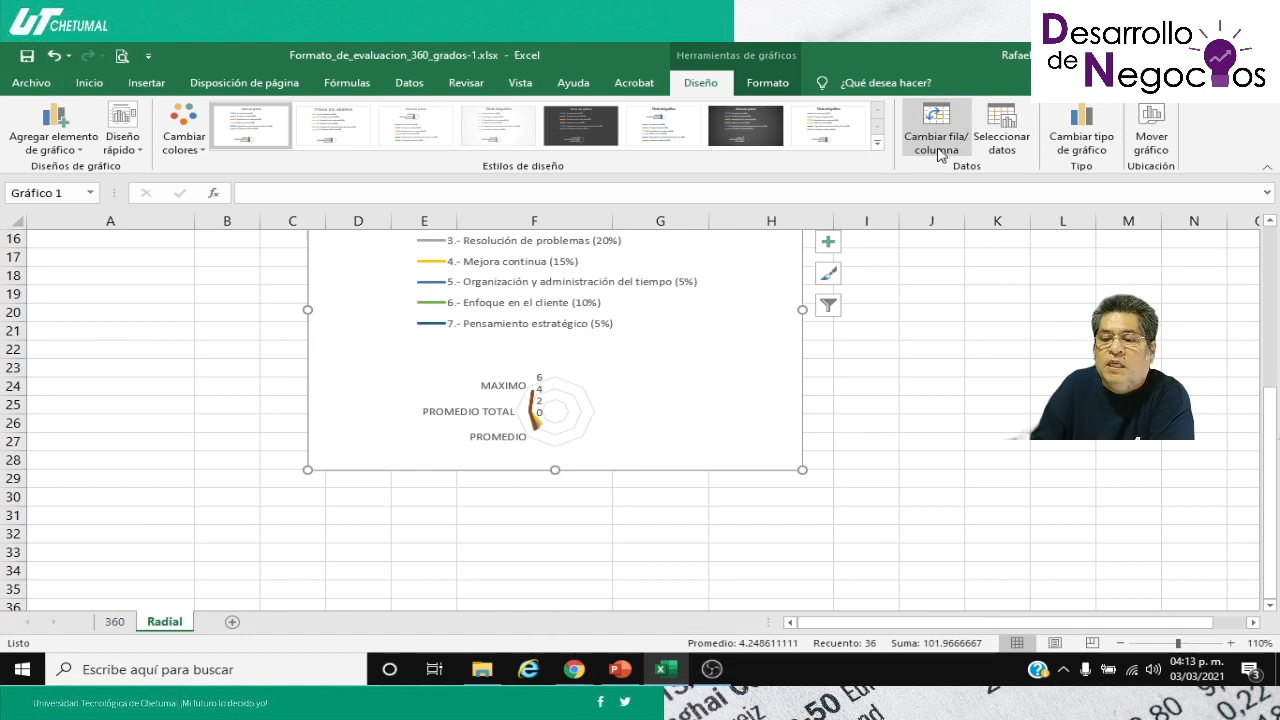 UT CHETUMAL
Desarrollo
de Negocios
Formato_de_evaluacion_360_grados-1.xlsx - Excel
Herramientas de gráficos
Rafael
Archivo Inicio Insertar Disposición de página Fórmulas Datos Revisar Vista Ayuda Acrobat Diseño Formato ¿Qué desea hacer?
Agregar elemento de gráfico
Diseño rápido
Cambiar colores
Cambiar fila/ columna
Seleccionar datos
Cambiar tipo de gráfico
Mover gráfico
Diseños de gráfico Estilos de diseño Datos Tipo Ubicación
Gráfico 1 fx
A B C D E F G H I J K L M N
16
17
18
19
20
21
22
23
24
25
26
27
28
29
30
31
32
33
34
35
36
3.- Resolución de problemas (20%)
4.- Mejora continua (15%)
5.- Organización y administración del tiempo (5%)
6.- Enfoque en el cliente (10%)
7.- Pensamiento estratégico (5%)
6
MAXIMO 4
2
PROMEDIO TOTAL 0
PROMEDIO
360 Radial
Listo Promedio: 4.248611111 Recuento: 36 Suma: 101.9666667 110%
Escribe aquí para buscar
04:13 p. m.
03/03/2021
3
Universidad Tecnológica de Chetumal ¡Mi futuro lo decido yo!